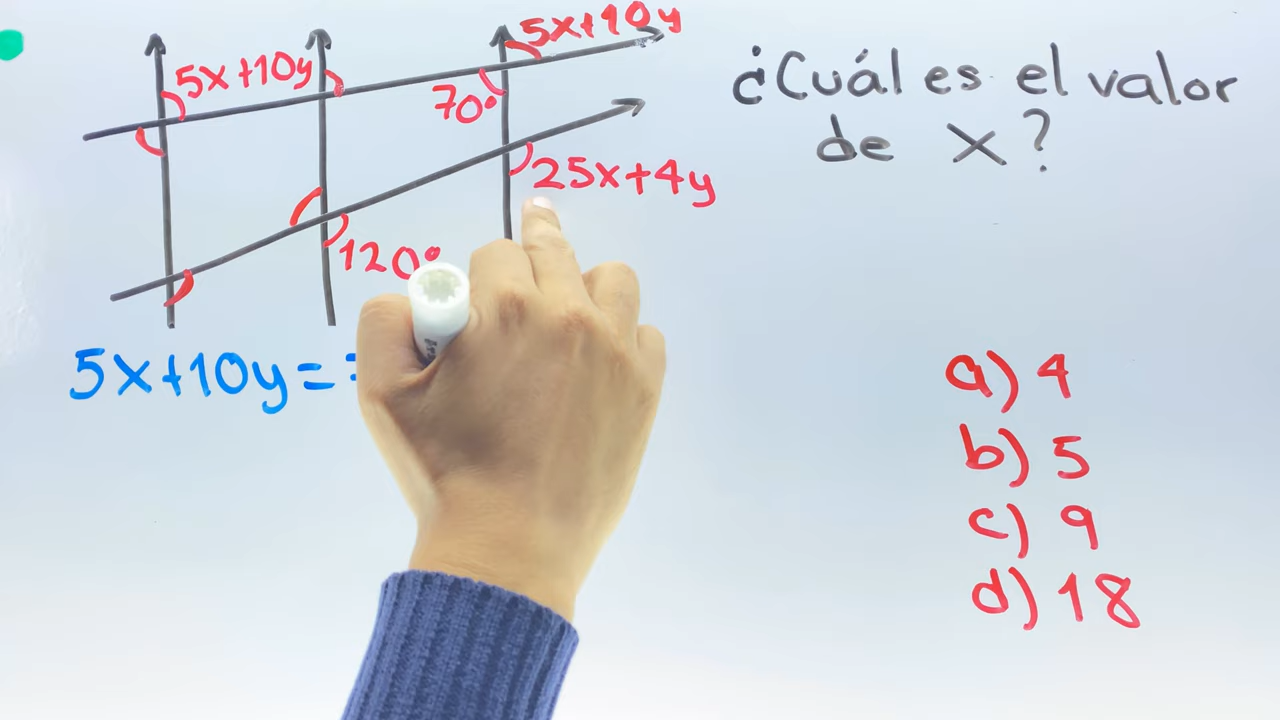 5x+10y
5x+10y
70°
25x+4y
120°
¿Cuál es el valor
de x?
5x+10y=
a) 4
b) 5
c) 9
d) 18